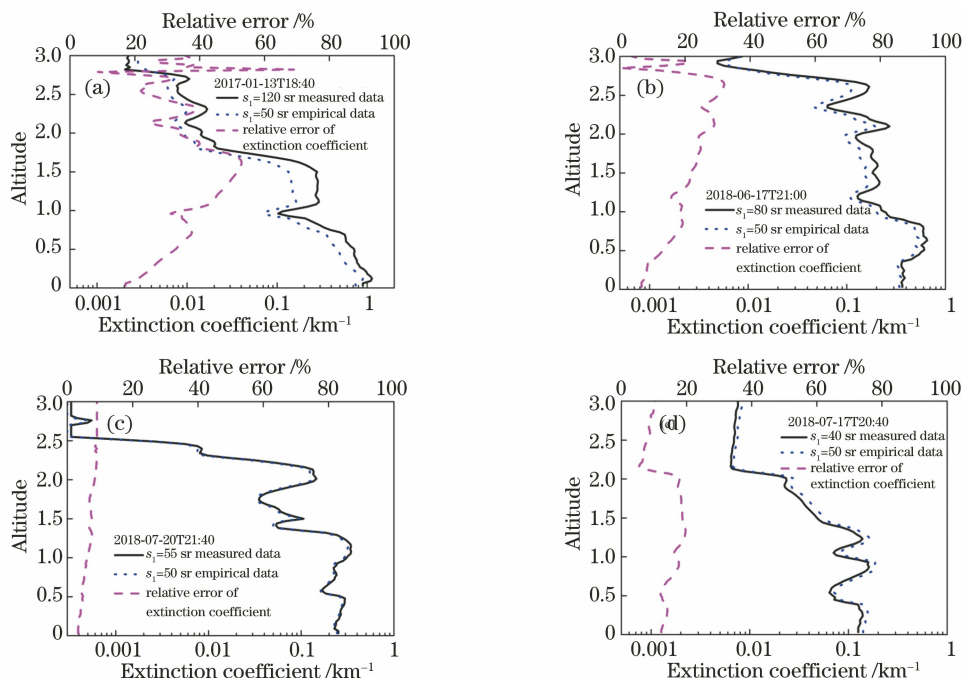 Relative error /%
0 20 40 60 80 100
3.0
2.5
2.0
1.5
1.0
0.5
0
Altitude
(a)
2017-01-13T18:40
s1=120 sr measured data
s1=50 sr empirical data
relative error of
extinction coefficient
0.001 0.01 0.1 1
Extinction coefficient /km−1
Relative error /%
0 20 40 60 80 100
3.0
2.5
2.0
1.5
1.0
0.5
0
Altitude
(b)
2018-06-17T21:00
s1=80 sr measured data
s1=50 sr empirical data
relative error of
extinction coefficient
0.001 0.01 0.1 1
Extinction coefficient /km−1
Relative error /%
0 20 40 60 80 100
3.0
2.5
2.0
1.5
1.0
0.5
0
Altitude
(c)
2018-07-20T21:40
s1=55 sr measured data
s1=50 sr empirical data
relative error of
extinction coefficient
0.001 0.01 0.1 1
Extinction coefficient /km−1
Relative error /%
0 20 40 60 80 100
3.0
2.5
2.0
1.5
1.0
0.5
0
Altitude
(d)
2018-07-17T20:40
s1=40 sr measured data
s1=50 sr empirical data
relative error of
extinction coefficient
0.001 0.01 0.1 1
Extinction coefficient /km−1